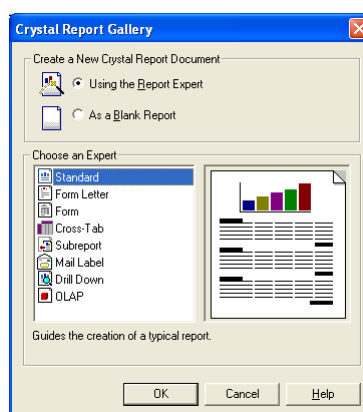 Crystal Report Gallery
Create a New Crystal Report Document
Using the Report Expert
As a Blank Report
Choose an Expert
Standard
Form Letter
Form
Cross-Tab
Subreport
Mail Label
Drill Down
OLAP
Guides the creation of a typical report.
OK Cancel Help